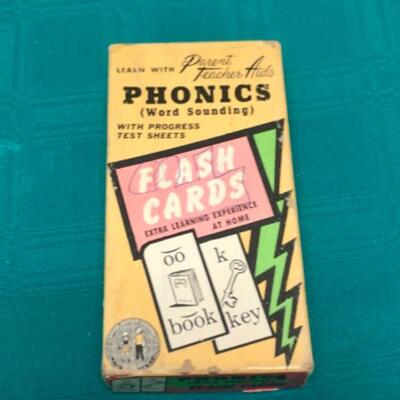 LEARN WITH Parent
Teacher Aids
PHONICS
(Word Sounding)
WITH PROGRESS
TEST SHEETS
FLASH
CARDS
EXTRA LEARNING EXPERIENCE
AT HOME
oo k
book key
PHONICS